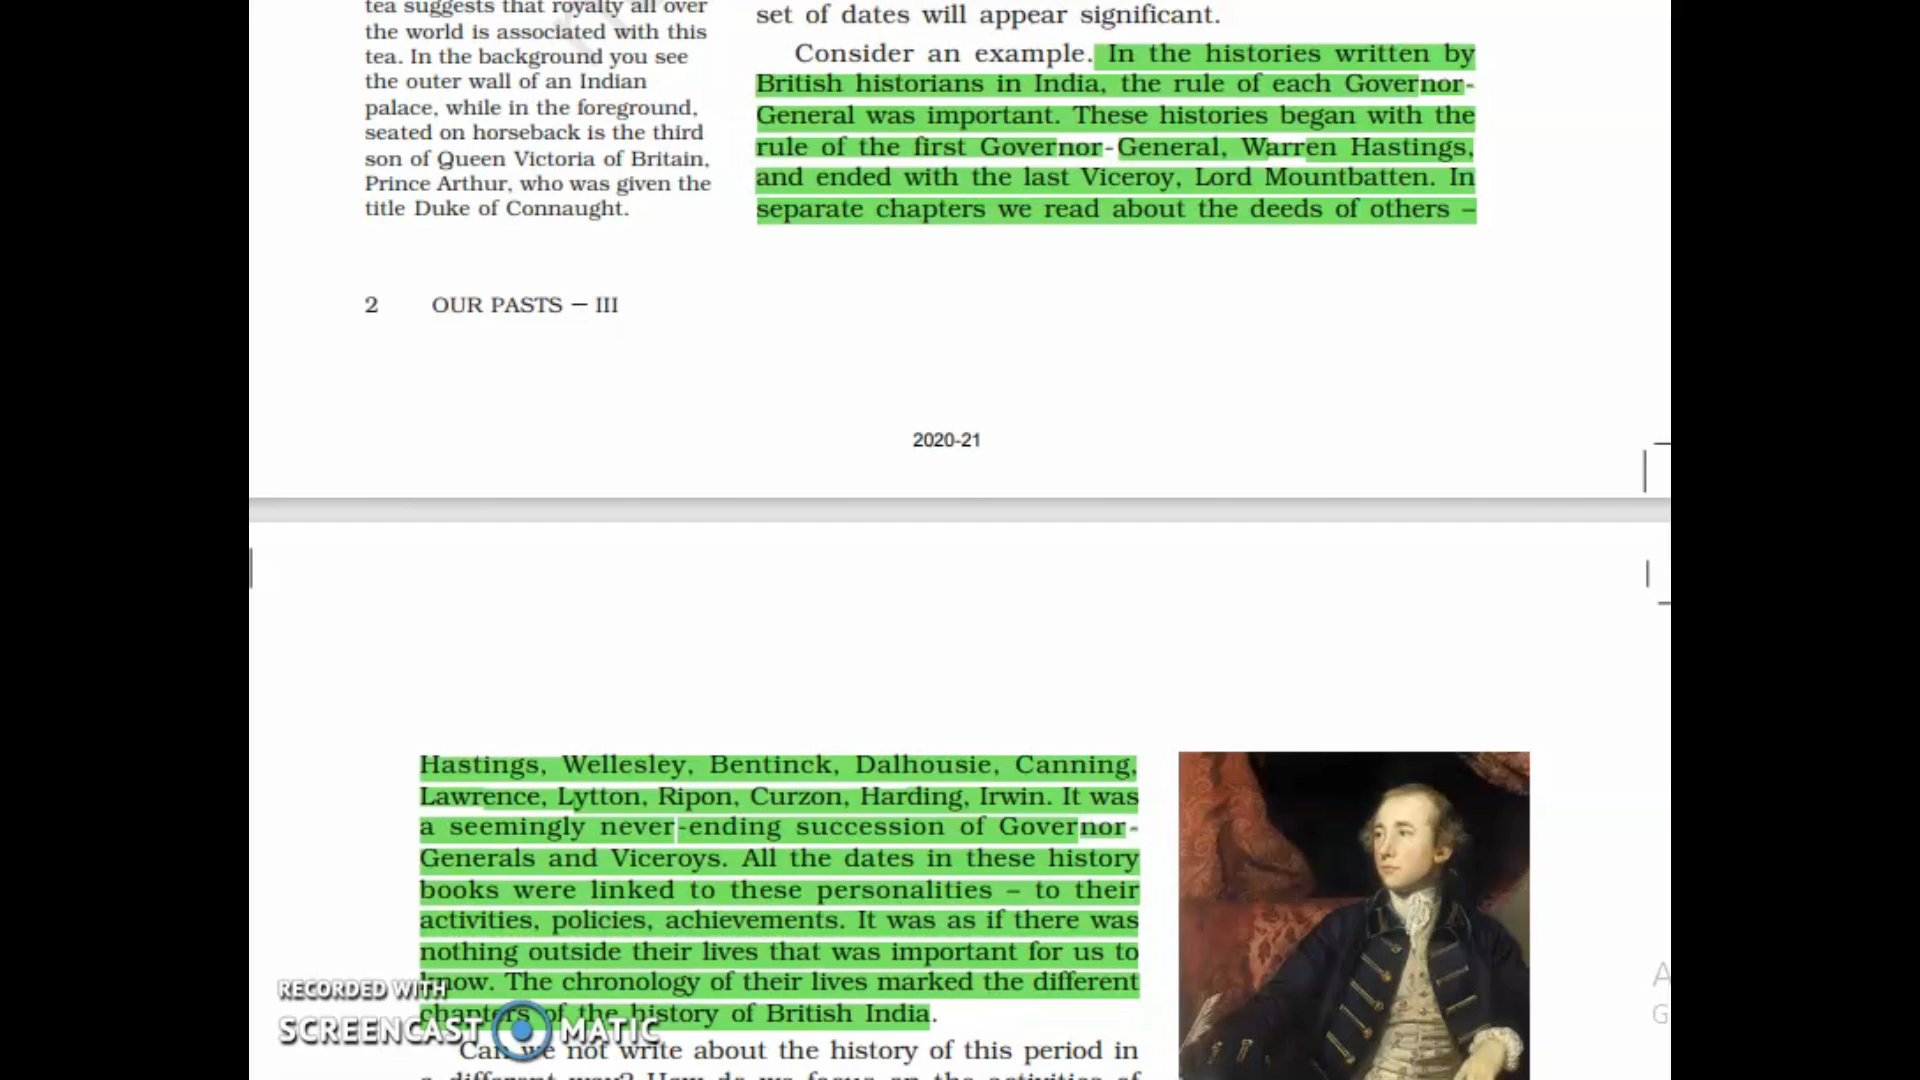 tea suggests that royalty all over
the world is associated with this
tea. In the background you see
the outer wall of an Indian
palace, while in the foreground,
seated on horseback is the third
son of Queen Victoria of Britain,
Prince Arthur, who was given the
title Duke of Connaught.
set of dates will appear significant.
Consider an example. In the histories written by
British historians in India, the rule of each Governor-
General was important. These histories began with the
rule of the first Governor-General, Warren Hastings,
and ended with the last Viceroy, Lord Mountbatten. In
separate chapters we read about the deeds of others –
2 OUR PASTS – III
2020-21
Hastings, Wellesley, Bentinck, Dalhousie, Canning,
Lawrence, Lytton, Ripon, Curzon, Harding, Irwin. It was
a seemingly never-ending succession of Governor-
Generals and Viceroys. All the dates in these history
books were linked to these personalities – to their
activities, policies, achievements. It was as if there was
nothing outside their lives that was important for us to
know. The chronology of their lives marked the different
chapters of the history of British India.
Can we not write about the history of this period in
a different way? How do we focus on the activities of
RECORDED WITH
SCREENCAST MATIC